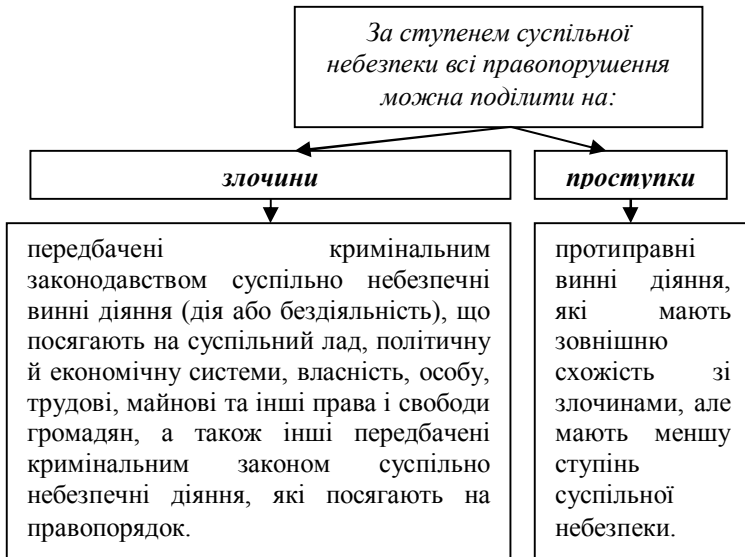 За ступенем суспільної
небезпеки всі правопорушення
можна поділити на:
злочини
проступки
передбачені кримінальним
законодавством суспільно небезпечні
винні діяння (дія або бездіяльність), що
посягають на суспільний лад, політичну
й економічну системи, власність, особу,
трудові, майнові та інші права і свободи
громадян, а також інші передбачені
кримінальним законом суспільно
небезпечні діяння, які посягають на
правопорядок.
протиправні
винні діяння,
які мають
зовнішню
схожість зі
злочинами, але
мають меншу
ступінь
суспільної
небезпеки.